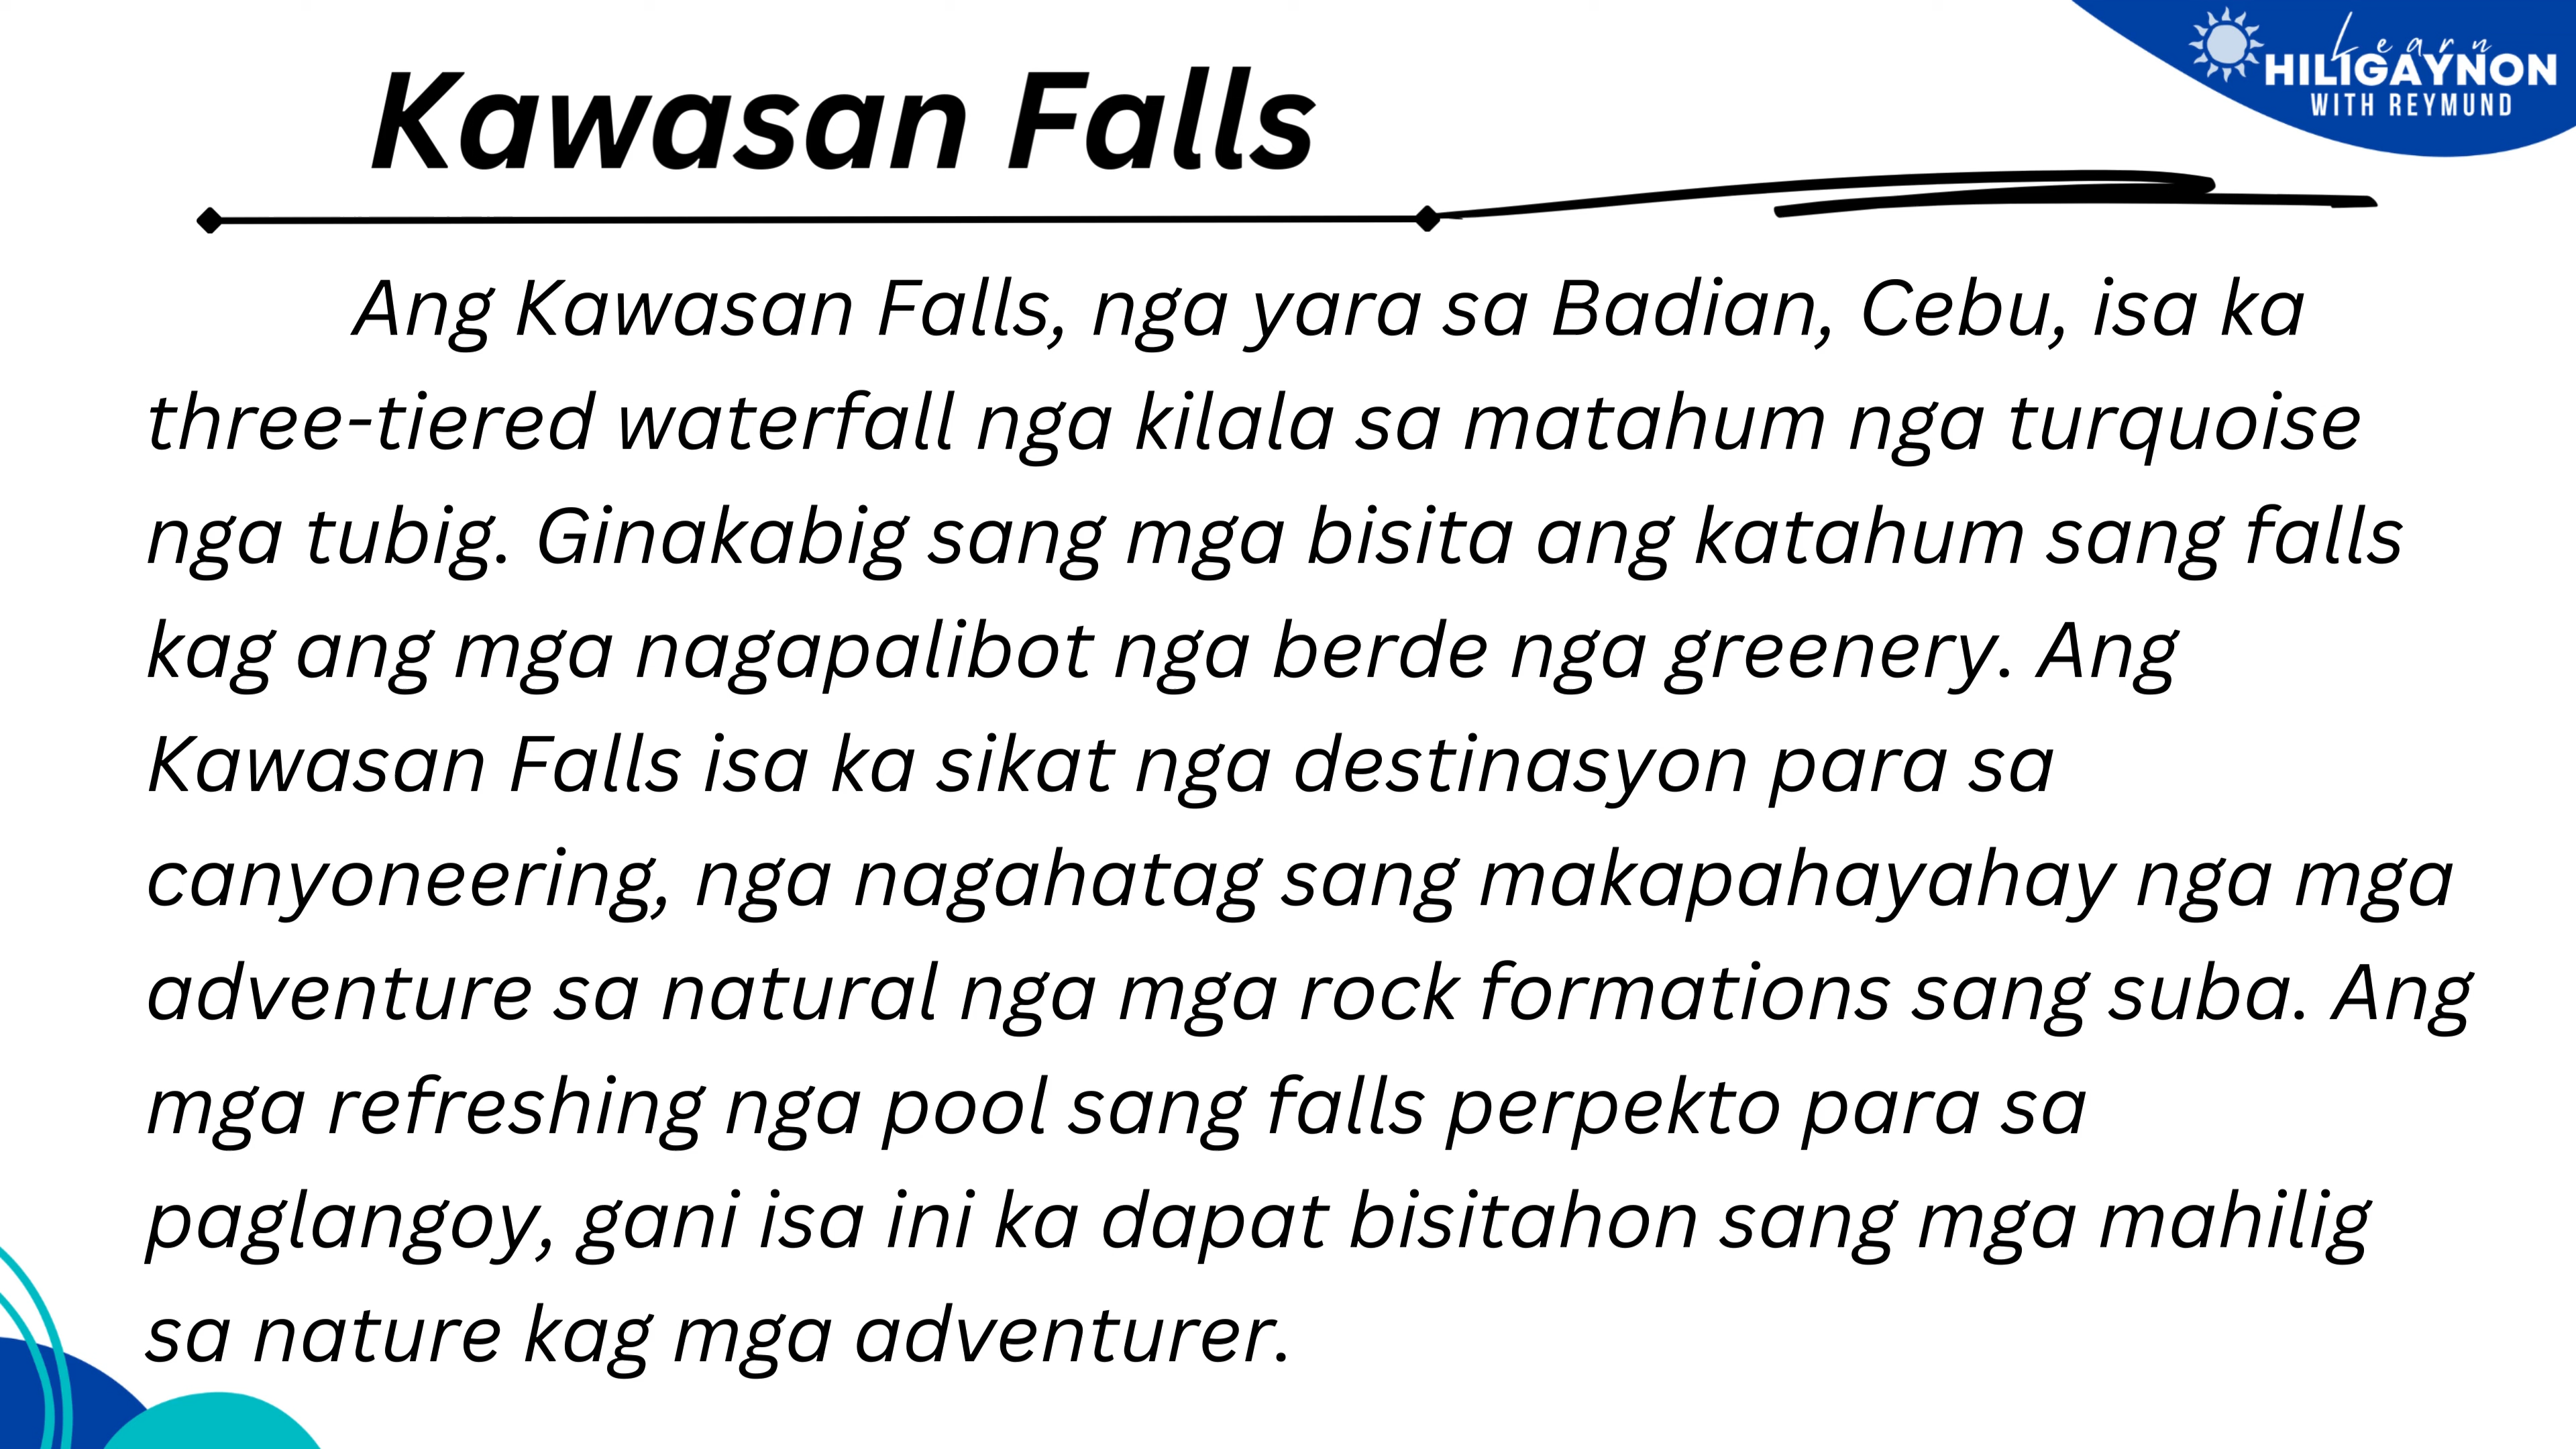 Learn
HILIGAYNON
WITH REYMUND
Kawasan Falls
Ang Kawasan Falls, nga yara sa Badian, Cebu, isa ka
three-tiered waterfall nga kilala sa matahum nga turquoise
nga tubig. Ginakabig sang mga bisita ang katahum sang falls
kag ang mga nagapalibot nga berde nga greenery. Ang
Kawasan Falls isa ka sikat nga destinasyon para sa
canyoneering, nga nagahatag sang makapahayahay nga mga
adventure sa natural nga mga rock formations sang suba. Ang
mga refreshing nga pool sang falls perpekto para sa
paglangoy, gani isa ini ka dapat bisitahon sang mga mahilig
sa nature kag mga adventurer.